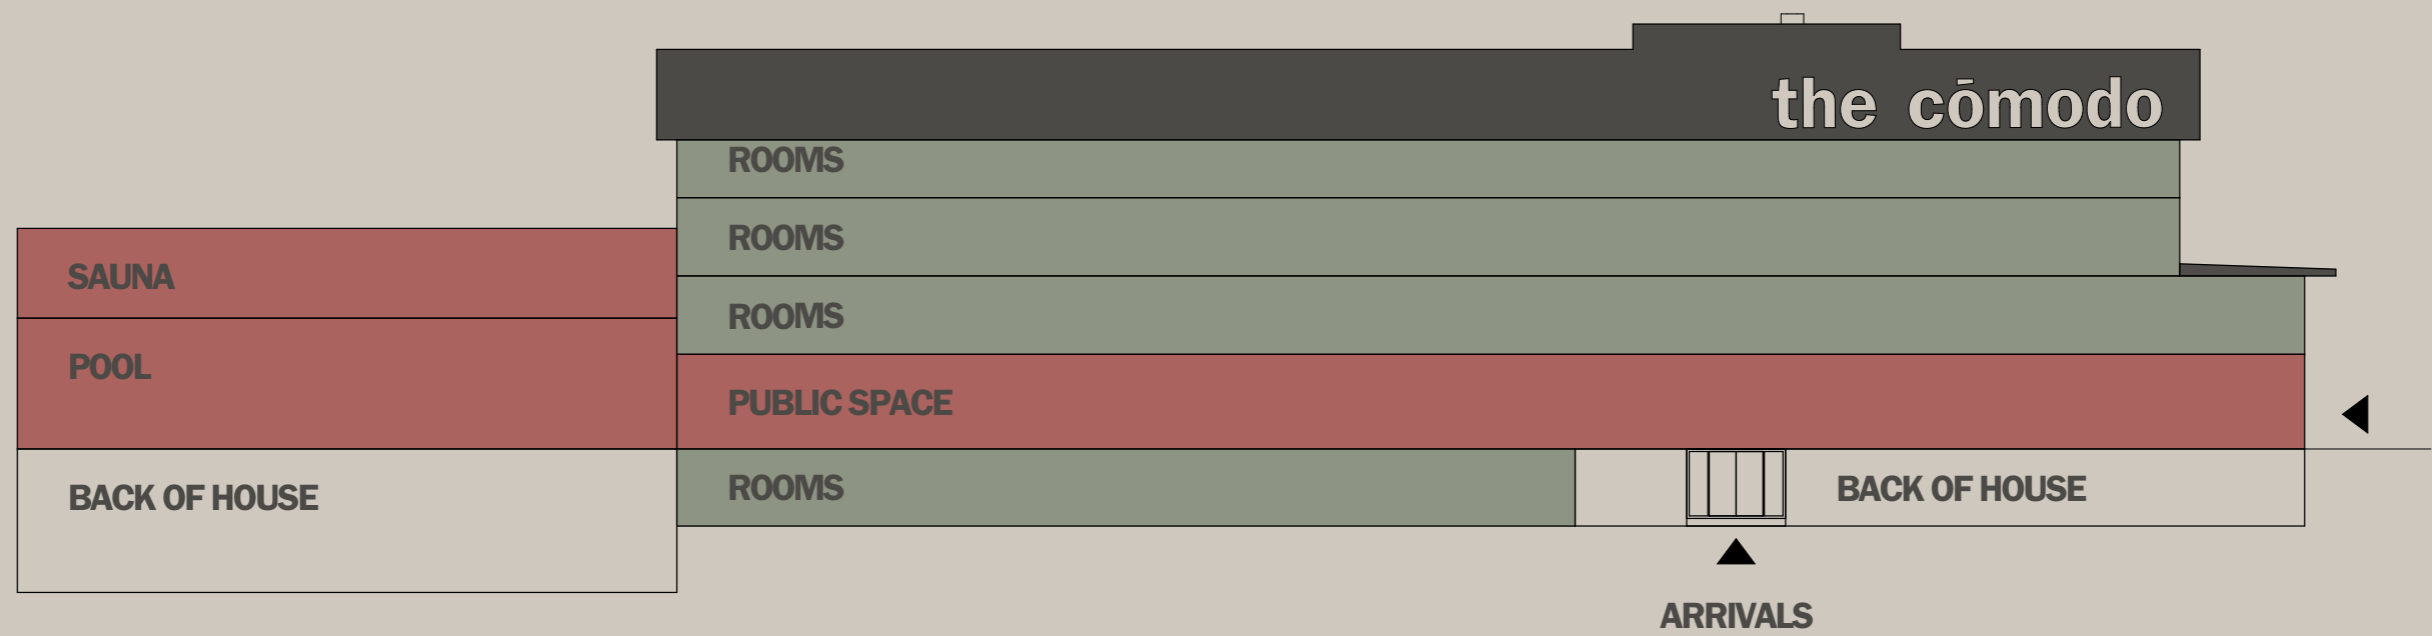 the cōmodo
ROOMS
ROOMS
SAUNA
ROOMS
POOL
PUBLIC SPACE
BACK OF HOUSE
ROOMS
BACK OF HOUSE
ARRIVALS